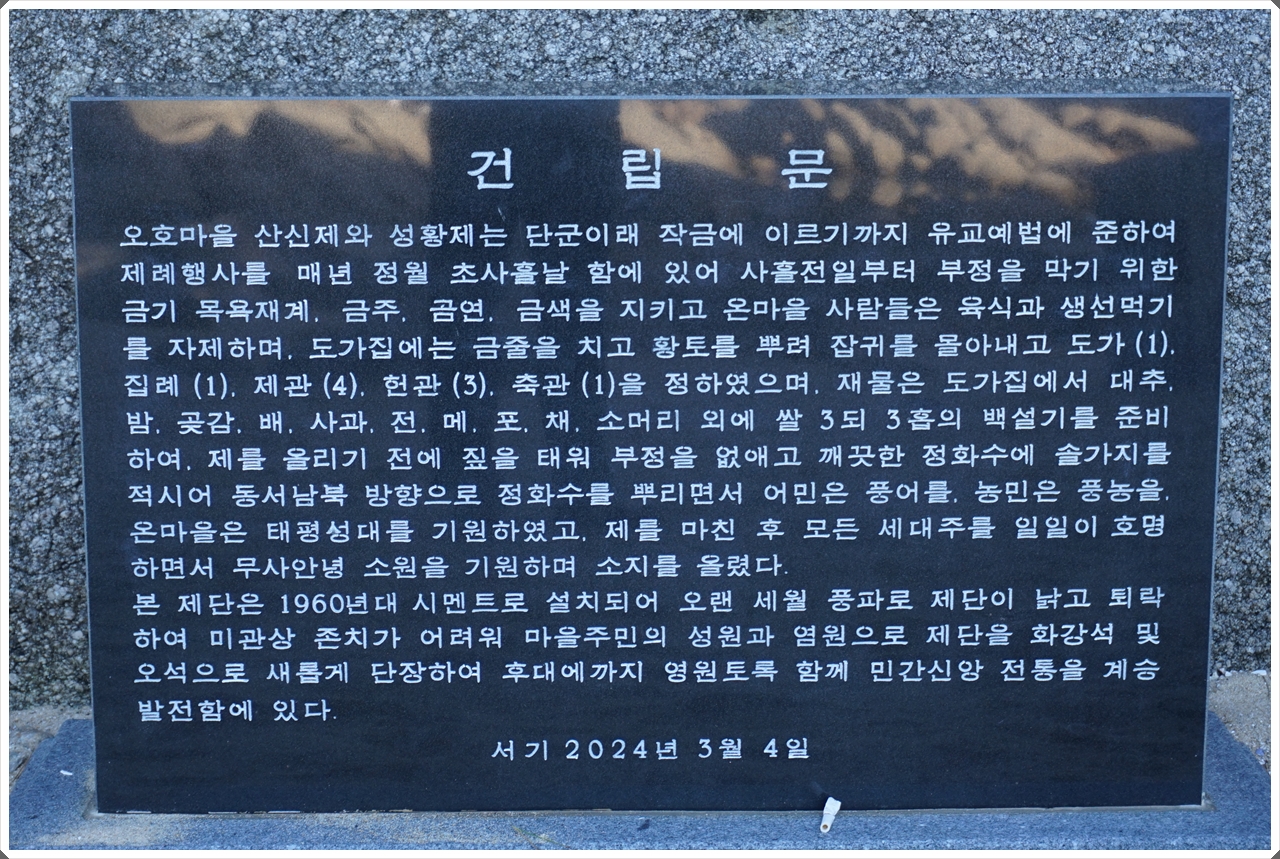 건 립 문
오호마을 산신제와 성황제는 단군이래 작금에 이르기까지 유교예법에 준하여
제례행사를 매년 정월 초사흘날 함에 있어 사흘전일부터 부정을 막기 위한
금기 목욕재계, 금주, 금연, 금색을 지키고 온마을 사람들은 육식과 생선먹기
를 자제하며, 도가집에는 금줄을 치고 황토를 뿌려 잡귀를 몰아내고 도가(1),
집례(1), 제관(4), 헌관(3), 축관(1)을 정하였으며, 재물은 도가집에서 대추,
밤, 곶감, 배, 사과, 전, 메, 포, 채, 소머리 외에 쌀 3되 3홉의 백설기를 준비
하여, 제를 올리기 전에 짚을 태워 부정을 없애고 깨끗한 정화수에 솔가지를
적시어 동서남북 방향으로 정화수를 뿌리면서 어민은 풍어를, 농민은 풍농을,
온마을은 태평성대를 기원하였고, 제를 마친 후 모든 세대주를 일일이 호명
하면서 무사안녕 소원을 기원하며 소지를 올렸다.
본 제단은 1960년대 시멘트로 설치되어 오랜 세월 풍파로 제단이 낡고 퇴락
하여 미관상 존치가 어려워 마을주민의 성원과 염원으로 제단을 화강석 및
오석으로 새롭게 단장하여 후대에까지 영원토록 함께 민간신앙 전통을 계승
발전함에 있다.
서기 2024년 3월 4일